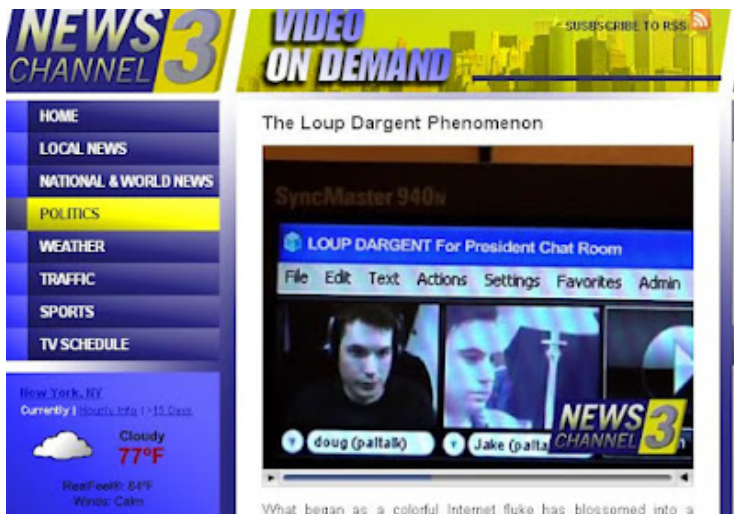 NEWS
CHANNEL 3
VIDEO
ON DEMAND
SUSBSCRIBE TO RSS
HOME
LOCAL NEWS
NATIONAL & WORLD NEWS
POLITICS
WEATHER
TRAFFIC
SPORTS
TV SCHEDULE
New York, NY
Currently | Hourly Info | >15 Days
Cloudy
77°F
RealFeel®: 84°F
Winds: Calm
The Loup Dargent Phenomenon
SyncMaster 940N
LOUP DARGENT For President Chat Room
File Edit Text Actions Settings Favorites Admin
doug (paltalk)
Jake (palta
NEWS
CHANNEL 3
What began as a colorful Internet fluke has blossomed into a